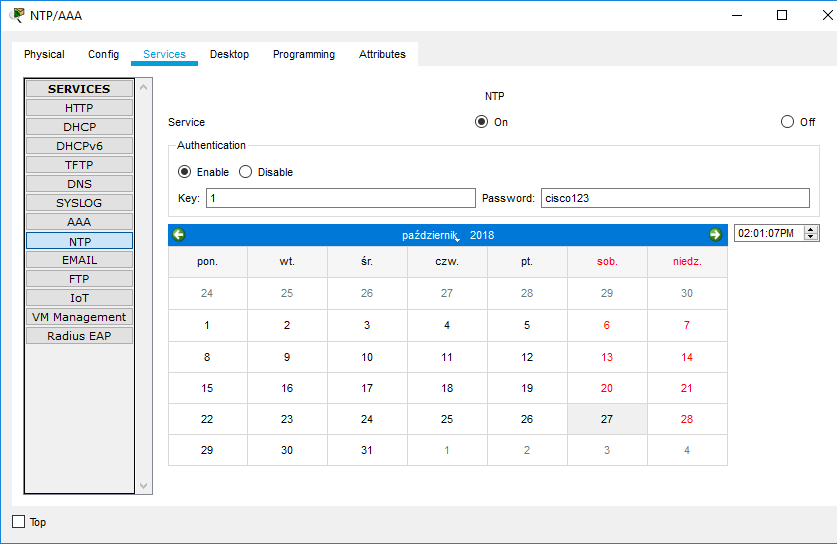 NTP/AAA
Physical Config Services Desktop Programming Attributes
SERVICES
HTTP
DHCP
DHCPv6
TFTP
DNS
SYSLOG
AAA
NTP
EMAIL
FTP
IoT
VM Management
Radius EAP
NTP
Service On Off
Authentication
Enable Disable
Key: 1 Password: cisco123
październik 2018 02:01:07PM
pon. wt. śr. czw. pt. sob. niedz.
24 25 26 27 28 29 30
1 2 3 4 5 6 7
8 9 10 11 12 13 14
15 16 17 18 19 20 21
22 23 24 25 26 27 28
29 30 31 1 2 3 4
Top